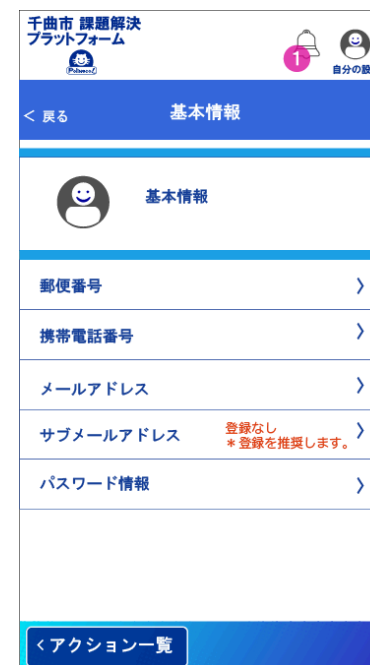 千曲市 課題解決
プラットフォーム
1
自分の設
< 戻る
基本情報
基本情報
郵便番号
携帯電話番号
メールアドレス
サブメールアドレス
登録なし
＊登録を推奨します。
パスワード情報
<アクション一覧